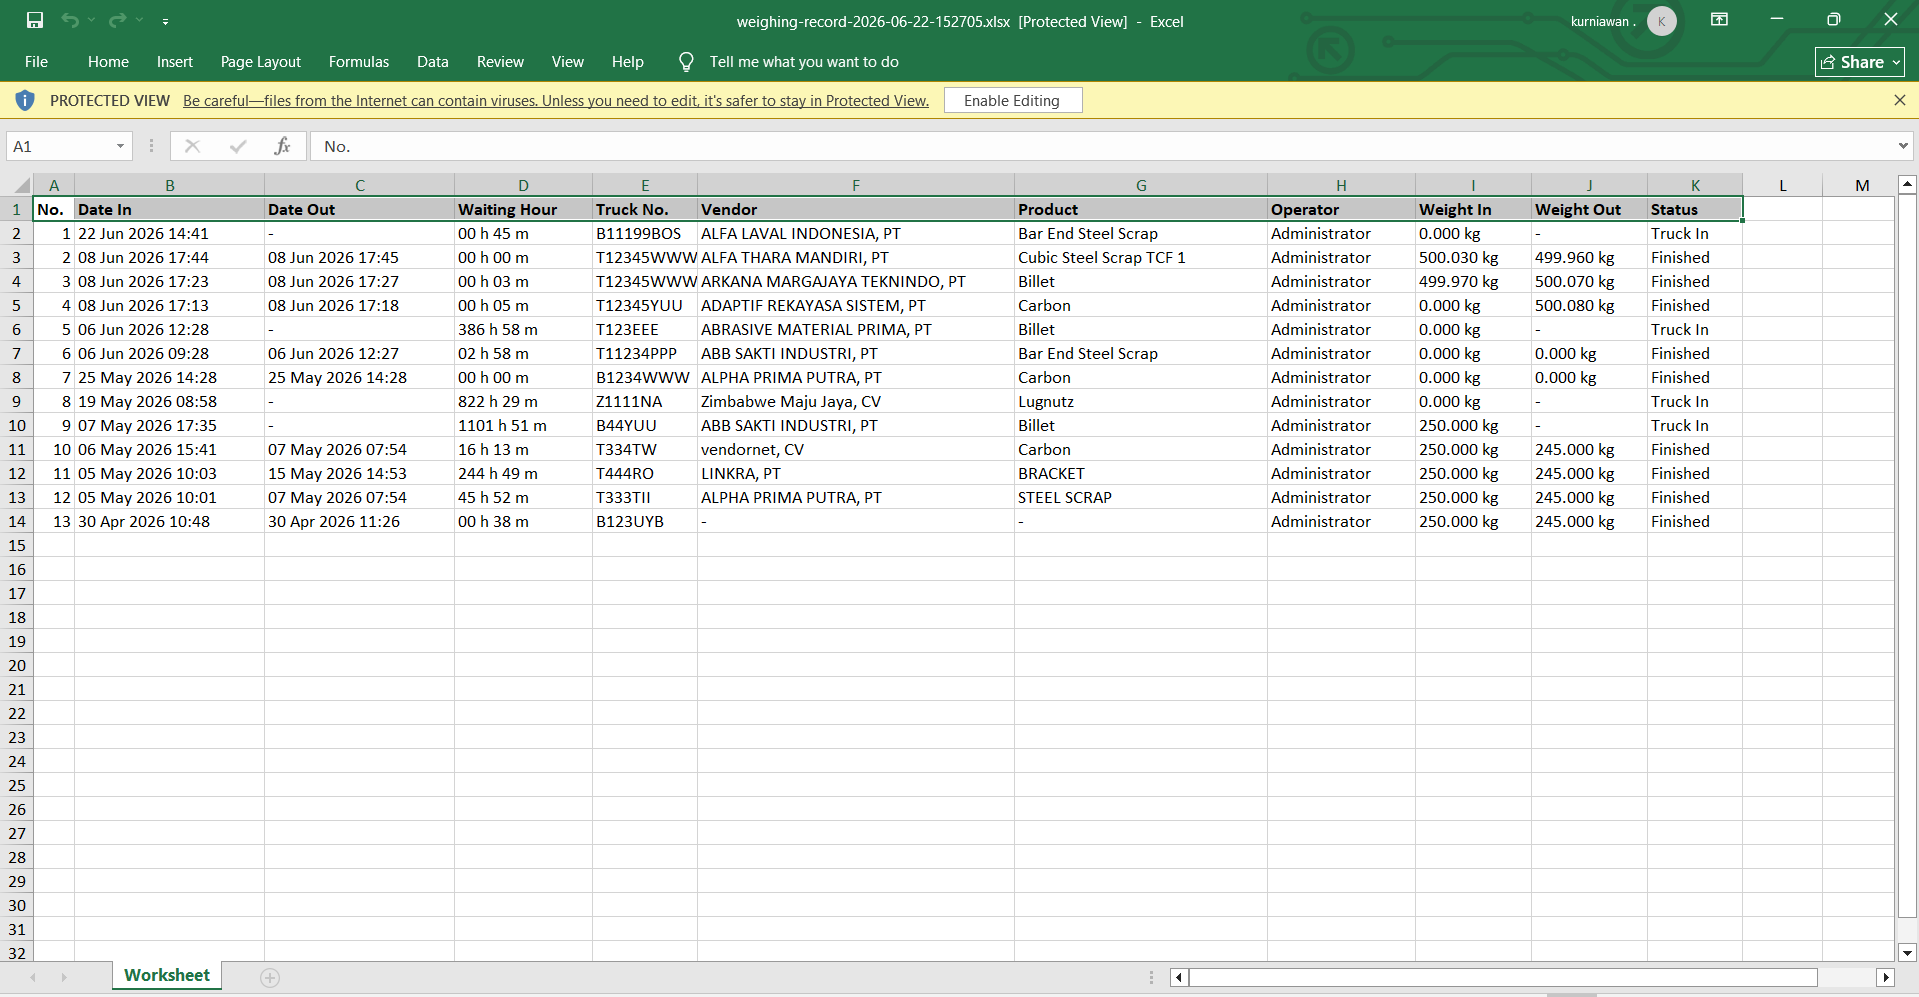 weighing-record-2026-06-22-152705.xlsx [Protected View] - Excel
kurniawan . K
File Home Insert Page Layout Formulas Data Review View Help Tell me what you want to do Share
PROTECTED VIEW Be careful—files from the Internet can contain viruses. Unless you need to edit, it's safer to stay in Protected View. Enable Editing
A1 fx No.
A B C D E F G H I J K L M
1 No. Date In Date Out Waiting Hour Truck No. Vendor Product Operator Weight In Weight Out Status
2 1 22 Jun 2026 14:41 - 00 h 45 m B11199BOS ALFA LAVAL INDONESIA, PT Bar End Steel Scrap Administrator 0.000 kg - Truck In
3 2 08 Jun 2026 17:44 08 Jun 2026 17:45 00 h 00 m T12345WWW ALFA THARA MANDIRI, PT Cubic Steel Scrap TCF 1 Administrator 500.030 kg 499.960 kg Finished
4 3 08 Jun 2026 17:23 08 Jun 2026 17:27 00 h 03 m T12345WWW ARKANA MARGAJAYA TEKNINDO, PT Billet Administrator 499.970 kg 500.070 kg Finished
5 4 08 Jun 2026 17:13 08 Jun 2026 17:18 00 h 05 m T12345YUU ADAPTIF REKAYASA SISTEM, PT Carbon Administrator 0.000 kg 500.080 kg Finished
6 5 06 Jun 2026 12:28 - 386 h 58 m T123EEE ABRASIVE MATERIAL PRIMA, PT Billet Administrator 0.000 kg - Truck In
7 6 06 Jun 2026 09:28 06 Jun 2026 12:27 02 h 58 m T11234PPP ABB SAKTI INDUSTRI, PT Bar End Steel Scrap Administrator 0.000 kg 0.000 kg Finished
8 7 25 May 2026 14:28 25 May 2026 14:28 00 h 00 m B1234WWW ALPHA PRIMA PUTRA, PT Carbon Administrator 0.000 kg 0.000 kg Finished
9 8 19 May 2026 08:58 - 822 h 29 m Z1111NA Zimbabwe Maju Jaya, CV Lugnutz Administrator 0.000 kg - Truck In
10 9 07 May 2026 17:35 - 1101 h 51 m B44YUU ABB SAKTI INDUSTRI, PT Billet Administrator 250.000 kg - Truck In
11 10 06 May 2026 15:41 07 May 2026 07:54 16 h 13 m T334TW vendornet, CV Carbon Administrator 250.000 kg 245.000 kg Finished
12 11 05 May 2026 10:03 15 May 2026 14:53 244 h 49 m T444RO LINKRA, PT BRACKET Administrator 250.000 kg 245.000 kg Finished
13 12 05 May 2026 10:01 07 May 2026 07:54 45 h 52 m T333TII ALPHA PRIMA PUTRA, PT STEEL SCRAP Administrator 250.000 kg 245.000 kg Finished
14 13 30 Apr 2026 10:48 30 Apr 2026 11:26 00 h 38 m B123UYB - - Administrator 250.000 kg 245.000 kg Finished
15
16
17
18
19
20
21
22
23
24
25
26
27
28
29
30
31
32
Worksheet